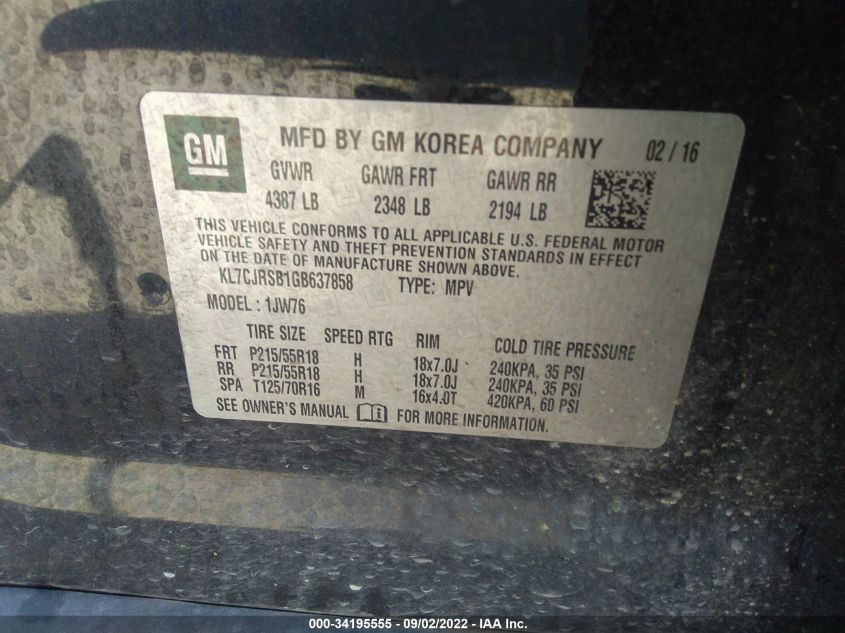 GM
MFD BY GM KOREA COMPANY 02/16
GVWR GAWR FRT GAWR RR
4387 LB 2348 LB 2194 LB
THIS VEHICLE CONFORMS TO ALL APPLICABLE U.S. FEDERAL MOTOR
VEHICLE SAFETY AND THEFT PREVENTION STANDARDS IN EFFECT
ON THE DATE OF MANUFACTURE SHOWN ABOVE.
KL7CJRSB1GB637858 TYPE: MPV
MODEL: 1JW76
TIRE SIZE SPEED RTG RIM COLD TIRE PRESSURE
FRT P215/55R18 H 18x7.0J 240KPA, 35 PSI
RR P215/55R18 H 18x7.0J 240KPA, 35 PSI
SPA T125/70R16 M 16x4.0T 420KPA, 60 PSI
SEE OWNER'S MANUAL FOR MORE INFORMATION.
000-34195555 - 09/02/2022 - IAA Inc.